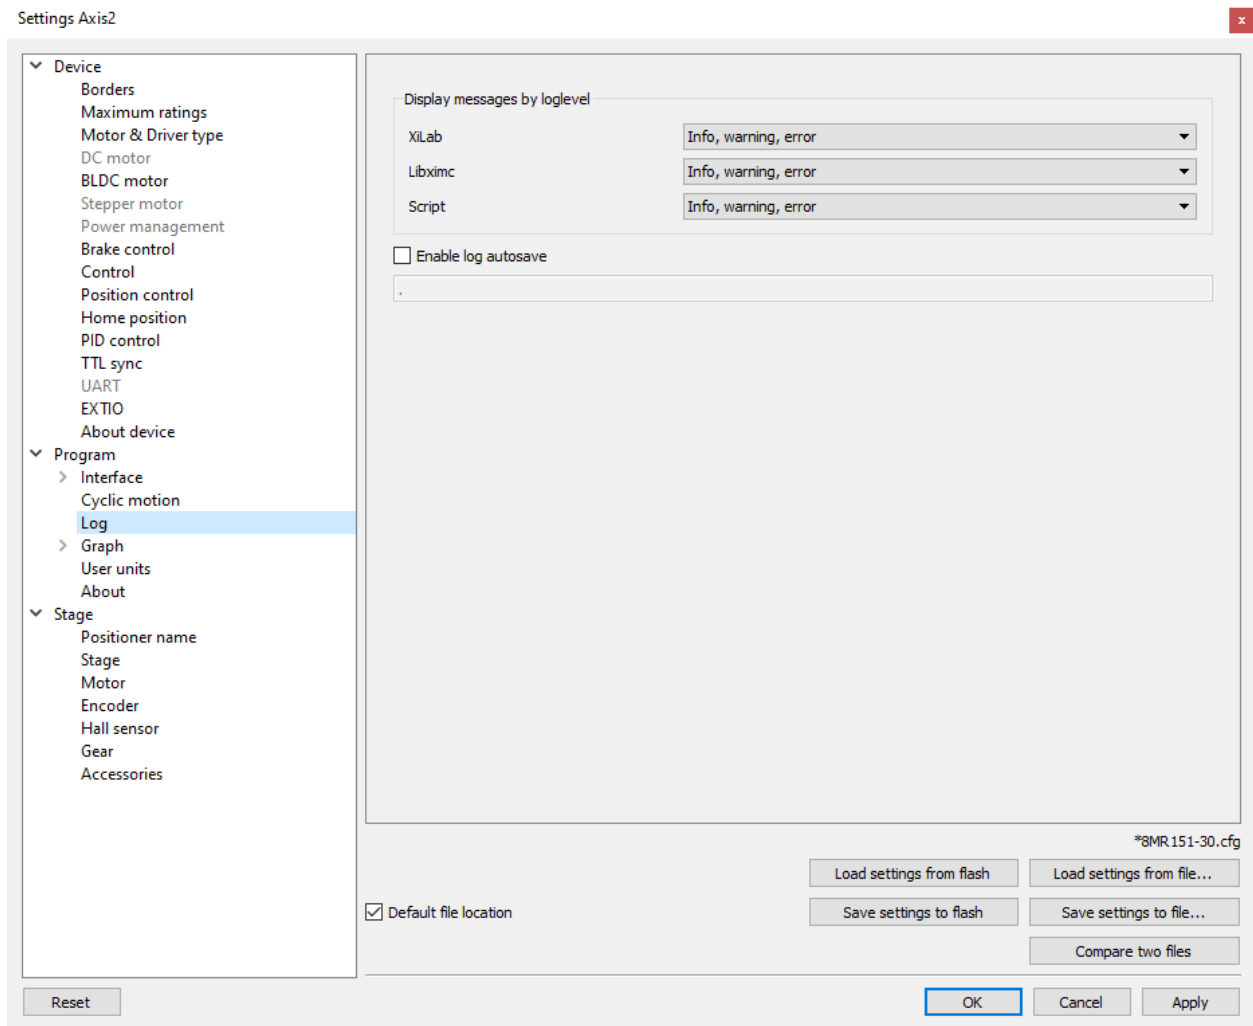 Settings Axis2
x
Device
Borders
Maximum ratings
Motor & Driver type
DC motor
BLDC motor
Stepper motor
Power management
Brake control
Control
Position control
Home position
PID control
TTL sync
UART
EXTIO
About device
Program
Interface
Cyclic motion
Log
Graph
User units
About
Stage
Positioner name
Stage
Motor
Encoder
Hall sensor
Gear
Accessories
Display messages by loglevel
XiLab Info, warning, error
Libximc Info, warning, error
Script Info, warning, error
Enable log autosave
.
*8MR151-30.cfg
Load settings from flash Load settings from file...
Default file location Save settings to flash Save settings to file...
Compare two files
Reset OK Cancel Apply